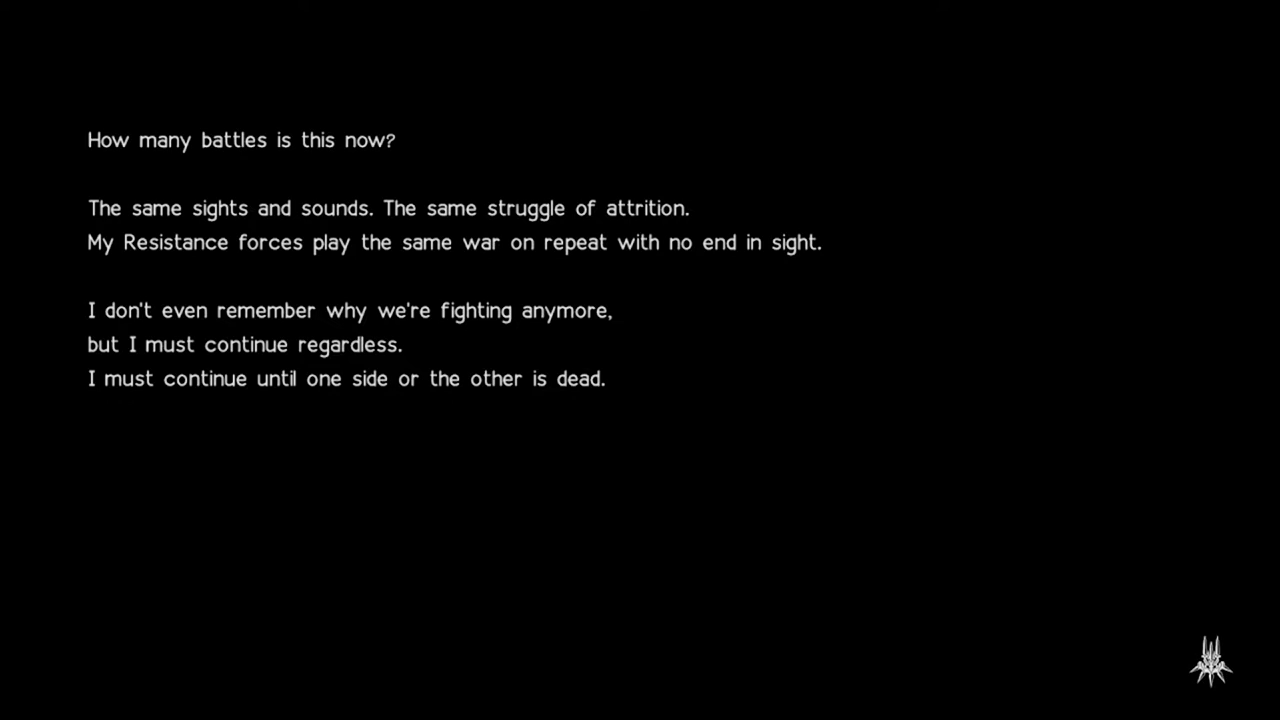 How many battles is this now?
The same sights and sounds. The same struggle of attrition.
My Resistance forces play the same war on repeat with no end in sight.
I don't even remember why we're fighting anymore,
but I must continue regardless.
I must continue until one side or the other is dead.